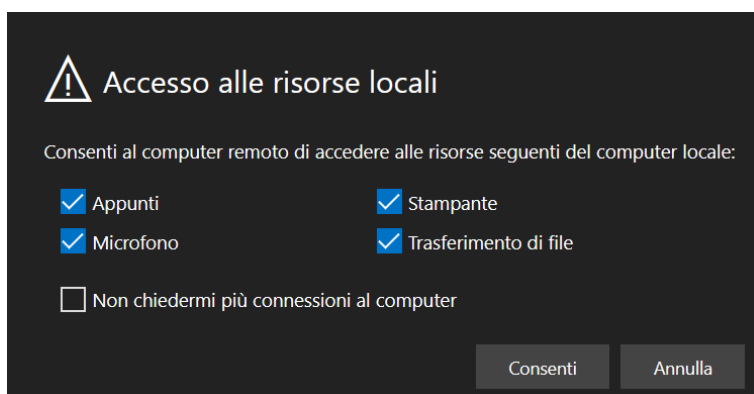 Accesso alle risorse locali
Consenti al computer remoto di accedere alle risorse seguenti del computer locale:
Appunti
Stampante
Microfono
Trasferimento di file
Non chiedermi più connessioni al computer
Consenti
Annulla